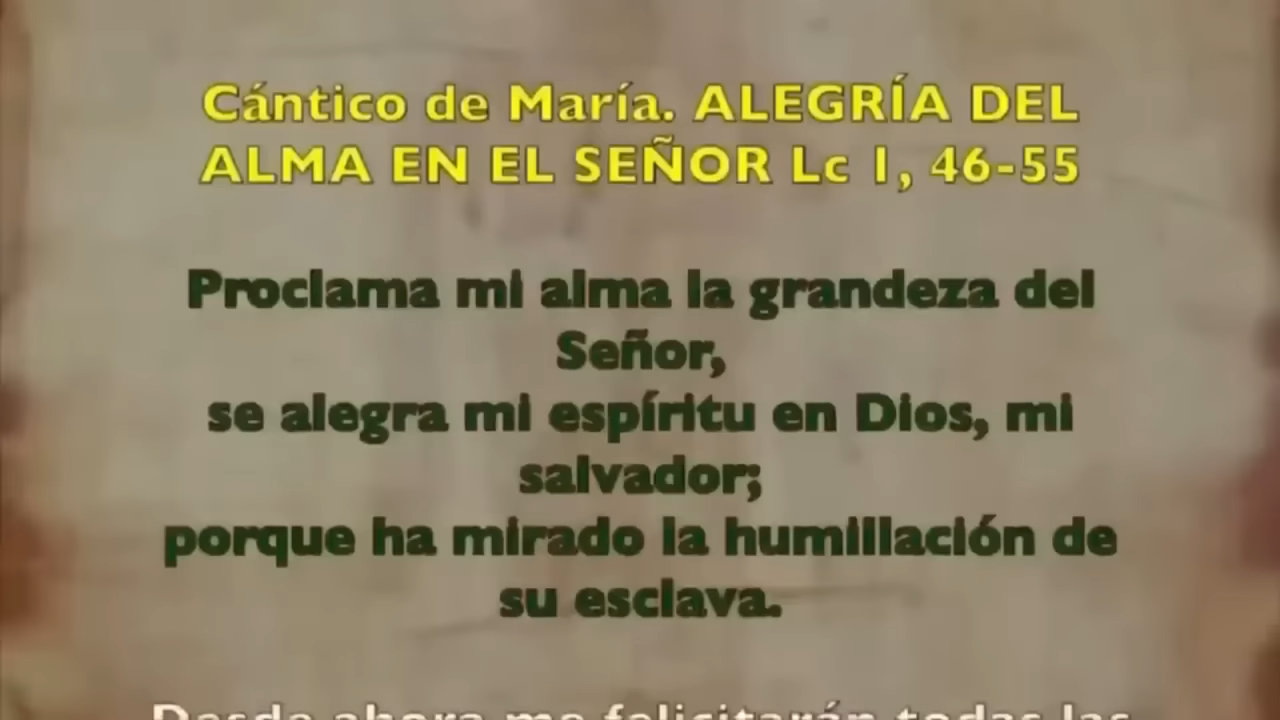 Cántico de María. ALEGRÍA DEL
ALMA EN EL SEÑOR Lc 1, 46-55
Proclama mi alma la grandeza del
Señor,
se alegra mi espíritu en Dios, mi
salvador;
porque ha mirado la humillación de
su esclava.
Desde ahora me felicitarán todas las